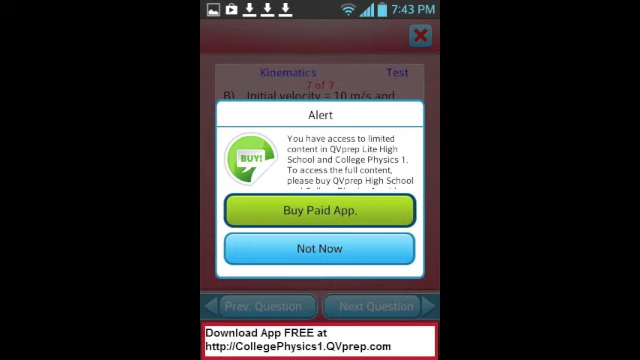 7:43 PM
Kinematics Test
7 of 7
B). Initial velocity = 10 m/s and
Alert
BUY!
You have access to limited
content in QVprep Lite High
School and College Physics 1.
To access the full content,
please buy QVprep High School
Buy Paid App.
Not Now
Prev. Question Next Question
Download App FREE at
http://CollegePhysics1.QVprep.com